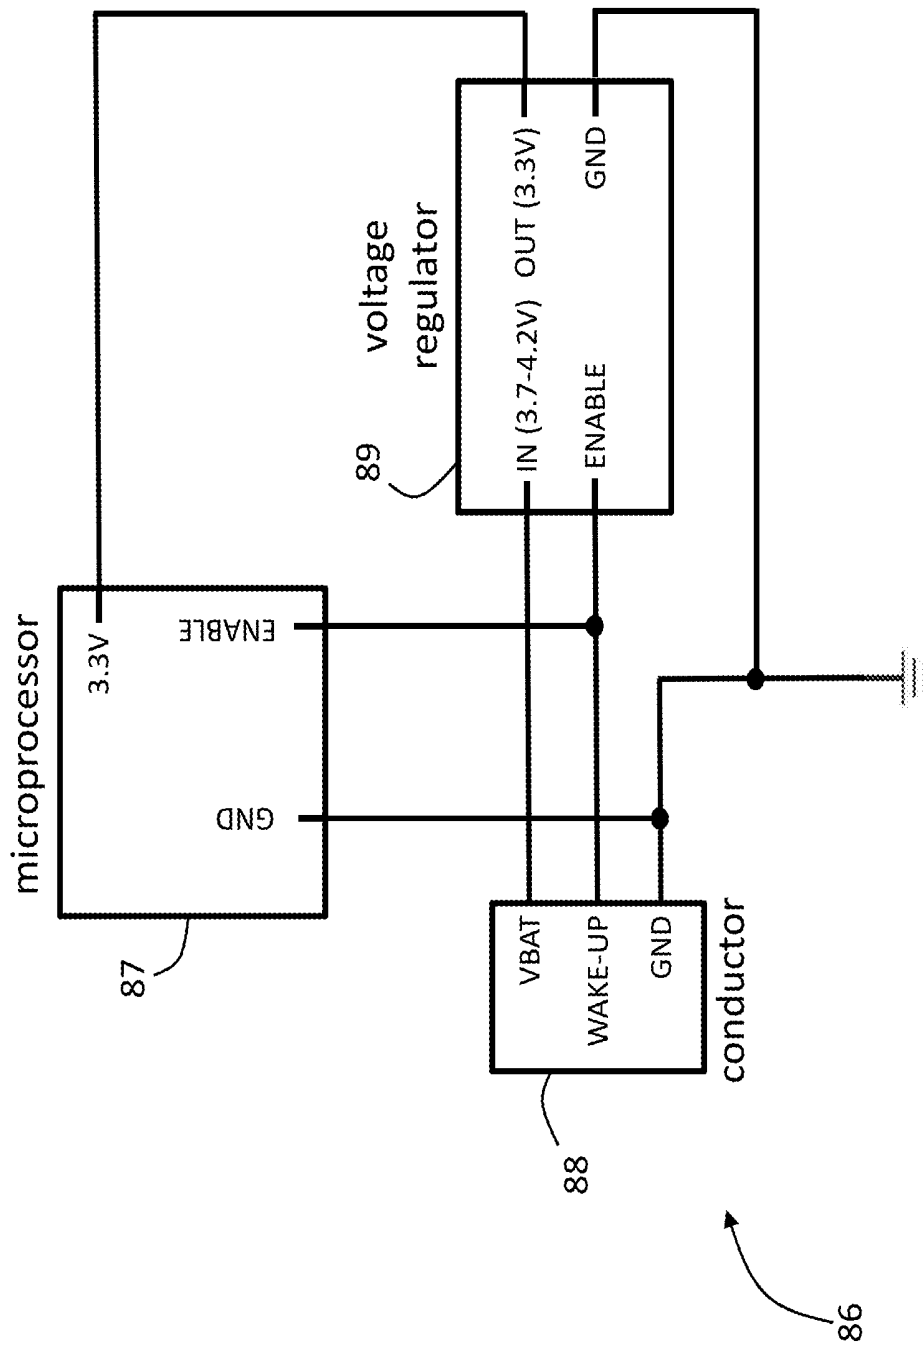 microprocessor
87
3.3V
ENABLE
GND
voltage
regulator
89
IN (3.7-4.2V) OUT (3.3V)
ENABLE
GND
VBAT
WAKE-UP
GND
conductor
88
86